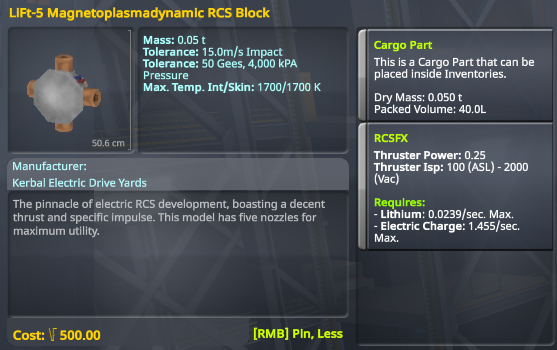 LiFt-5 Magnetoplasmadynamic RCS Block
Mass: 0.05 t
Tolerance: 15.0m/s Impact
Tolerance: 50 Gees, 4,000 kPA
Pressure
Max. Temp. Int/Skin: 1700/1700 K
50.6 cm
Manufacturer:
Kerbal Electric Drive Yards
The pinnacle of electric RCS development, boasting a decent
thrust and specific impulse. This model has five nozzles for
maximum utility.
Cost: 500.00
[RMB] Pin, Less
Cargo Part
This is a Cargo Part that can be
placed inside Inventories.
Dry Mass: 0.050 t
Packed Volume: 40.0L
RCSFX
Thruster Power: 0.25
Thruster Isp: 100 (ASL) - 2000
(Vac)
Requires:
- Lithium: 0.0239/sec. Max.
- Electric Charge: 1.455/sec.
Max.